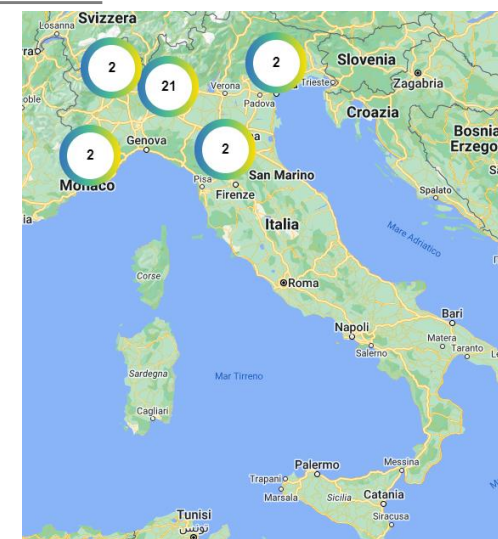 Svizzera
Losanna
2
21
2
Slovenia
Verona
Trieste
Zagabria
Padova
Croazia
Genova
2
2
Bosnia
Erzego
Monaco
Pisa
San Marino
Firenze
Spalato
Italia
Mare Adriatico
Corse
Roma
Bari
Napoli
Matera
Salerno
Taranto
Sardegna
Mar Tirreno
Cagliari
Palermo
Messina
Trapani
Marsala
Sicilia
Catania
Siracusa
Tunisi
تونس